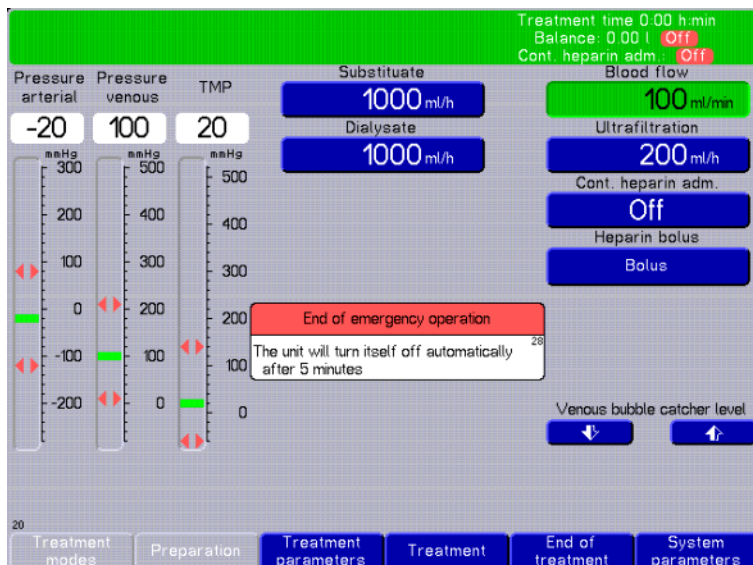 Treatment time 0:00 h:min
Balance: 0.00 l Off
Cont. heparin adm.: Off
Pressure arterial
Pressure venous
TMP
-20
100
20
mmHg
300
200
100
0
-100
-200
mmHg
500
400
300
200
100
0
mmHg
500
400
300
200
100
0
Substituate
1000 ml/h
Dialysate
1000 ml/h
Blood flow
100 ml/min
Ultrafiltration
200 ml/h
Cont. heparin adm.
Off
Heparin bolus
Bolus
End of emergency operation
28
The unit will turn itself off automatically
after 5 minutes
Venous bubble catcher level
20
Treatment
modes
Preparation
Treatment
parameters
Treatment
End of
treatment
System
parameters